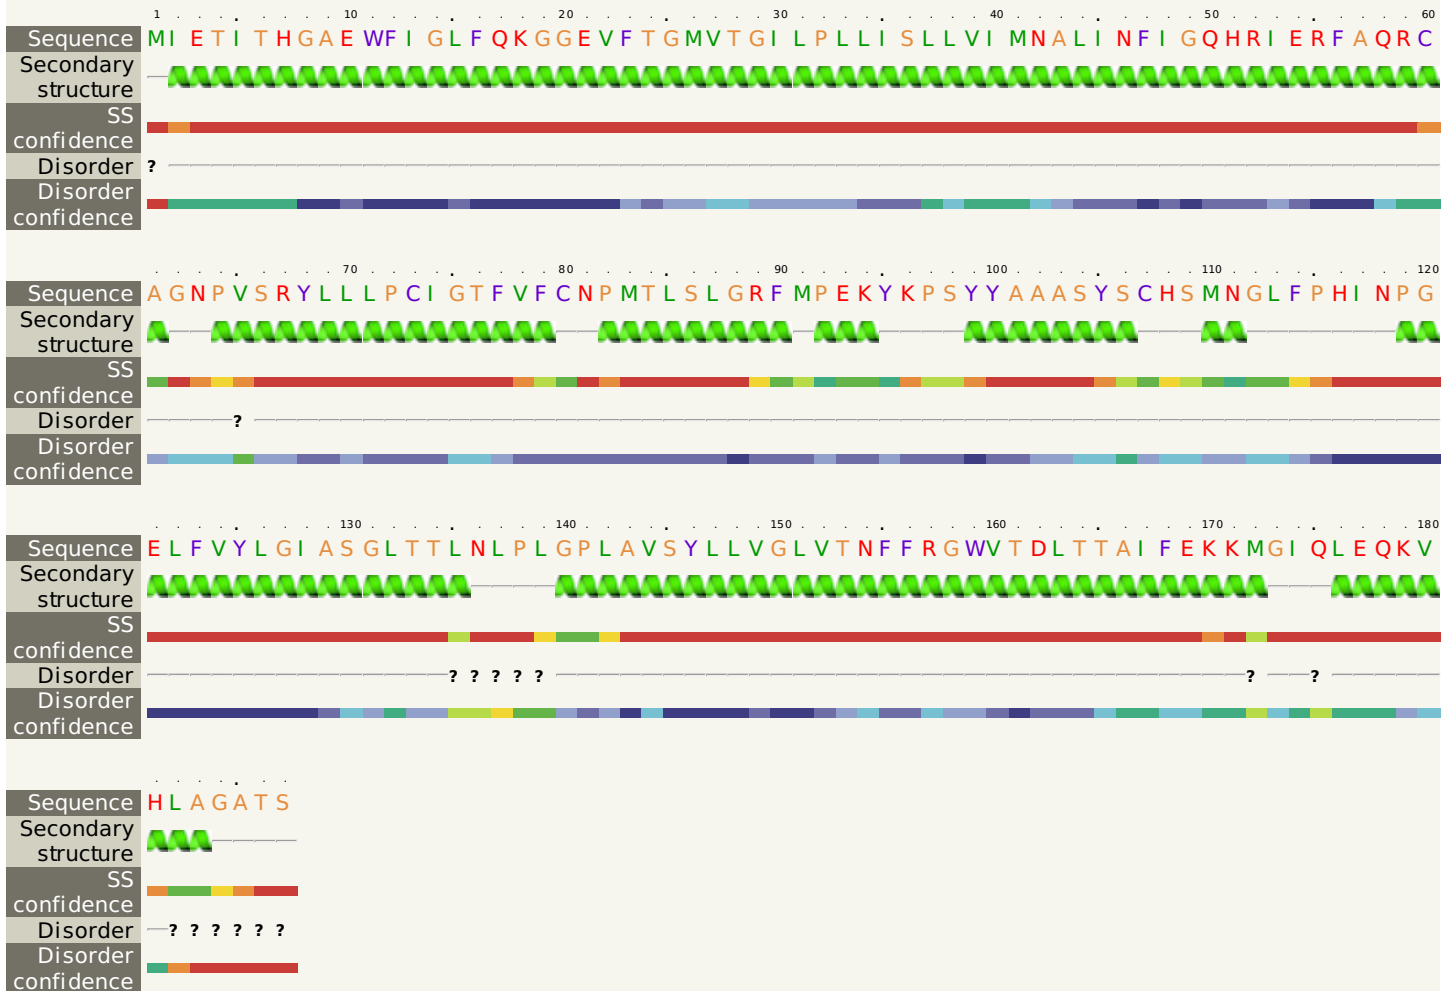 1 . . . . . . . . 10 . . . . . . . . . 20 . . . . . . . . . 30 . . . . . . . . . 40 . . . . . . . . . 50 . . . . . . . . . 60
Sequence MIETITHGAEWFIGLFQKGGEVFTGMVTGILPLLISLLVIMNALINFIGQHRIERFAQRC
Secondary
structure
SS
confidence
Disorder ?
Disorder
confidence
. . . . . . . . . 70 . . . . . . . . . 80 . . . . . . . . . 90 . . . . . . . . . 100 . . . . . . . . . 110 . . . . . . . . . 120
Sequence AGNPVSRYLLLPCIGTFVFCNPMTLSLGRFMPEKYKPSYYAAASYSCHSMNGLFPHINPG
Secondary
structure
SS
confidence
Disorder ?
Disorder
confidence
. . . . . . . . . 130 . . . . . . . . . 140 . . . . . . . . . 150 . . . . . . . . . 160 . . . . . . . . . 170 . . . . . . . . . 180
Sequence ELFVYLGIASGLTTLNLPLGPLAVSYLLVGLVTNFFRGWVTDLTTAIFEKKMGIQLEQKV
Secondary
structure
SS
confidence
Disorder ? ? ? ? ? ? ?
Disorder
confidence
. . . . . . .
Sequence HLAGATS
Secondary
structure
SS
confidence
Disorder ? ? ? ? ? ?
Disorder
confidence